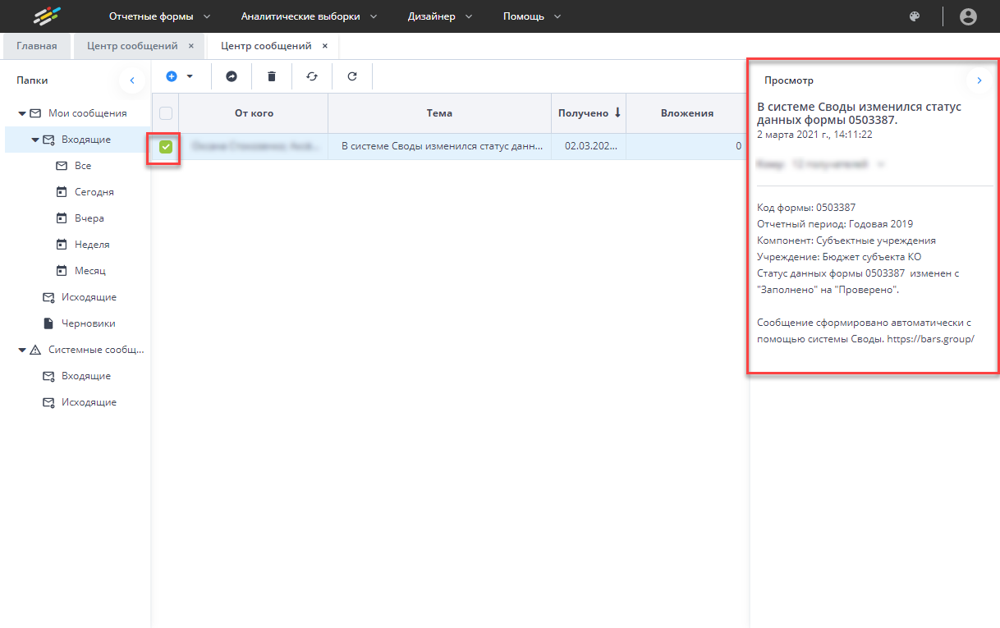 Отчетные формы Аналитические выборки Дизайнер Помощь
Главная Центр сообщений × Центр сообщений ×
Папки
Мои сообщения
Входящие
Все
Сегодня
Вчера
Неделя
Месяц
Исходящие
Черновики
Системные сообщ...
Входящие
Исходящие
От кого Тема Получено Вложения
В системе Своды изменился статус данн... 02.03.202... 0
Просмотр
В системе Своды изменился статус
данных формы 0503387.
2 марта 2021 г., 14:11:22
Код формы: 0503387
Отчетный период: Годовая 2019
Компонент: Субъектные учреждения
Учреждение: Бюджет субъекта КО
Статус данных формы 0503387 изменен с
"Заполнено" на "Проверено".
Сообщение сформировано автоматически с
помощью системы Своды. https://bars.group/